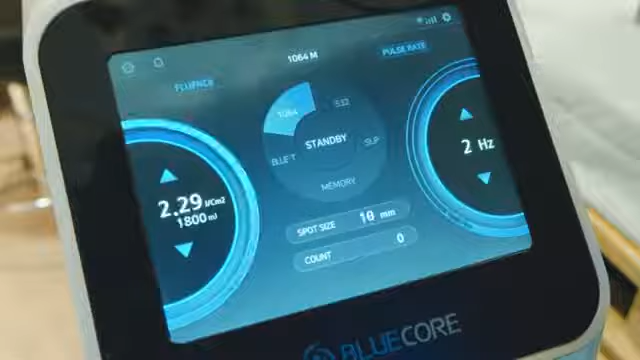 1064 M
FLUENCE
PULSE RATE
1064
532
STANDBY
BLUE-T
SLP
MEMORY
2.29 J/Cm2
1800 mJ
2 Hz
SPOT SIZE 10 mm
COUNT 0
BLUECORE